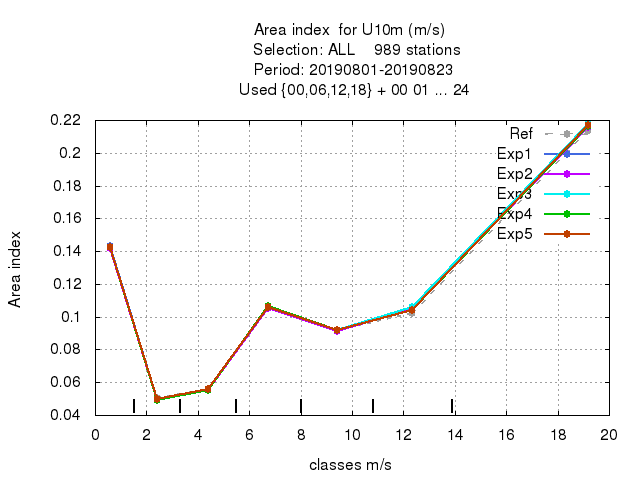 Area index  for U10m (m/s)
Selection: ALL    989 stations
Period: 20190801-20190823
Used {00,06,12,18} + 00 01 ... 24
0.22
0.2
0.18
0.16
0.14
0.12
0.1
0.08
0.06
0.04
Area index
Ref
Exp1
Exp2
Exp3
Exp4
Exp5
0 2 4 6 8 10 12 14 16 18 20
classes m/s